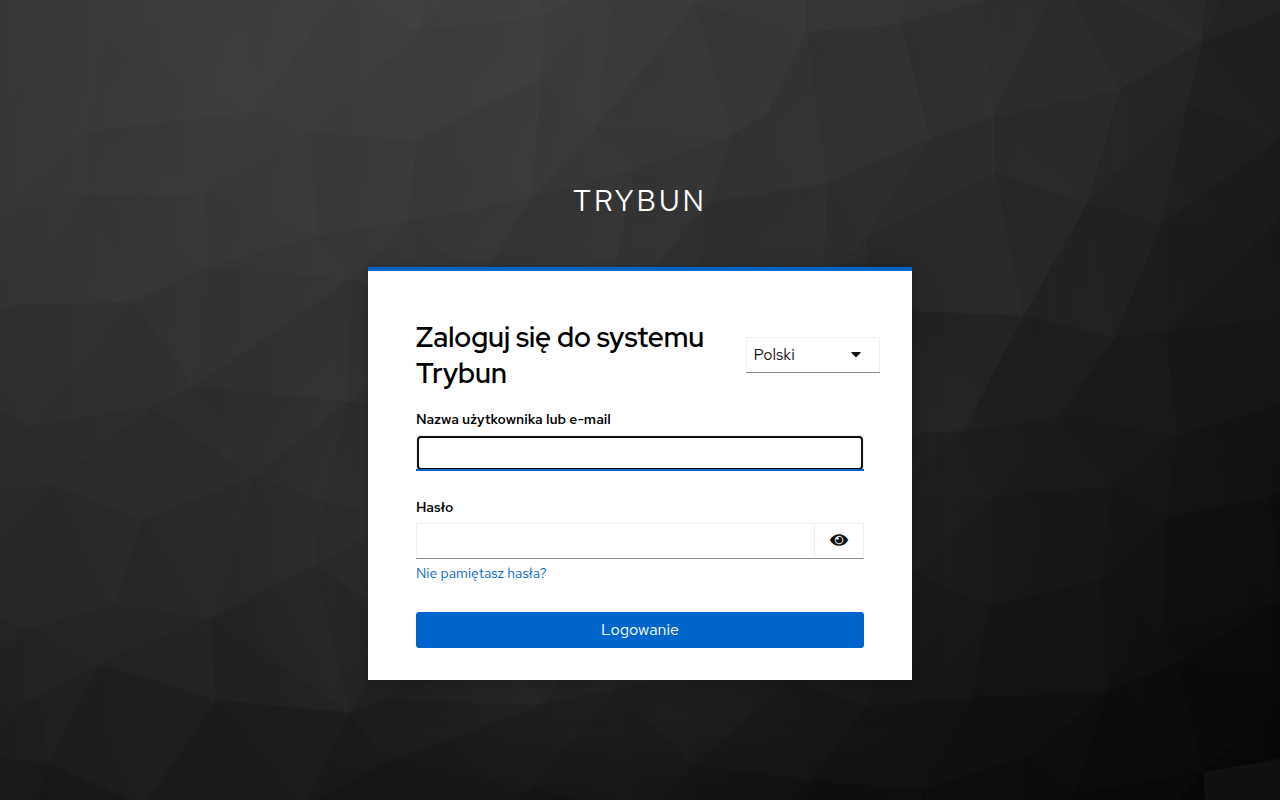 TRYBUN
Zaloguj się do systemu
Trybun
Polski
Nazwa użytkownika lub e-mail
Hasło
Nie pamiętasz hasła?
Logowanie